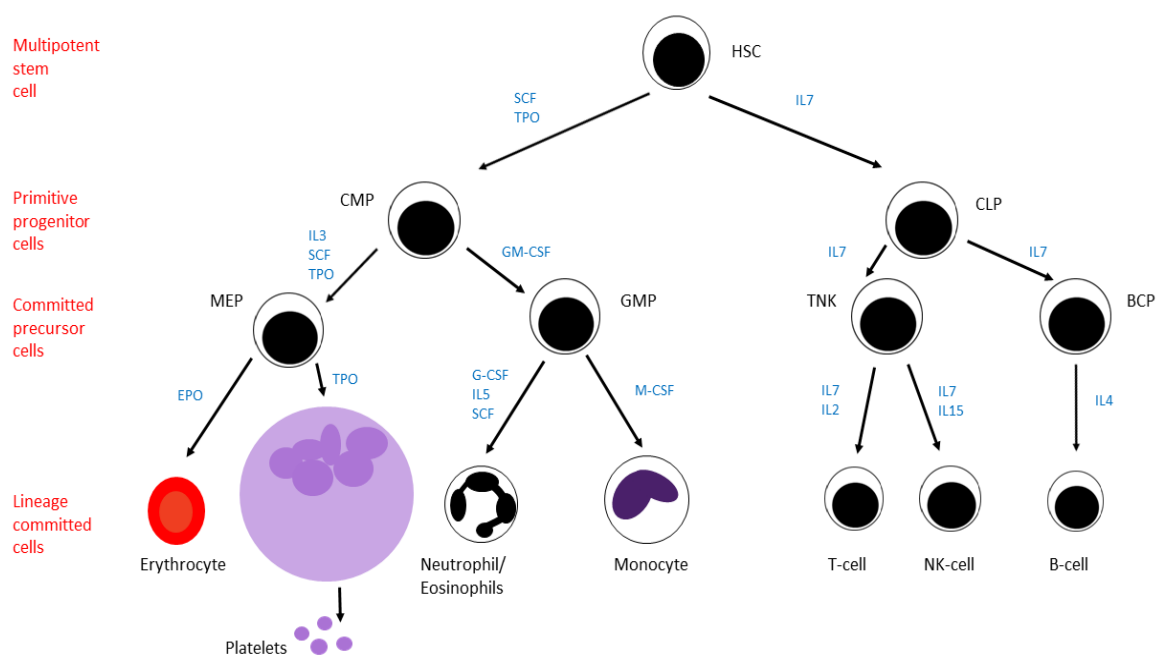 Multipotent
stem
cell
HSC
SCF
TPO
IL7
Primitive
progenitor
cells
CMP
CLP
IL3
SCF
TPO
GM-CSF
IL7
IL7
Committed
precursor
cells
MEP
GMP
TNK
BCP
EPO
TPO
G-CSF
IL5
SCF
M-CSF
IL7
IL2
IL7
IL15
IL4
Lineage
committed
cells
Erythrocyte
Neutrophil/
Eosinophils
Monocyte
T-cell
NK-cell
B-cell
Platelets